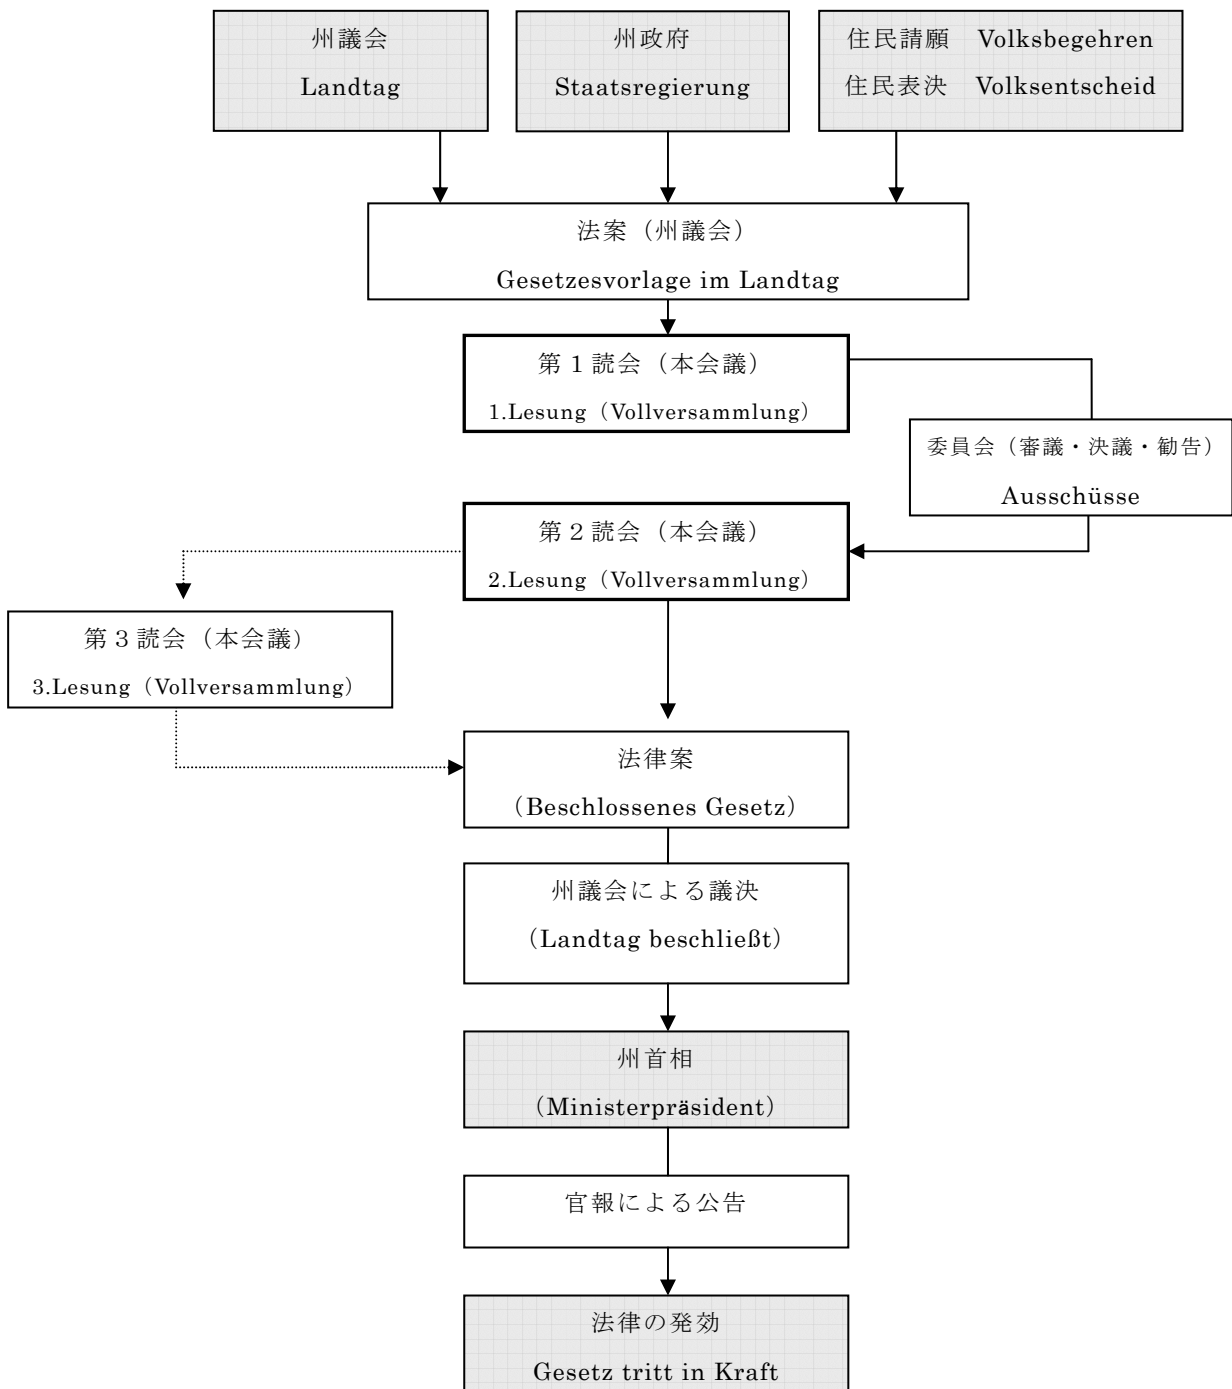 州議会
Landtag
州政府
Staatsregierung
住民請願　Volksbegehren
住民表決　Volksentscheid
法案（州議会）
Gesetzesvorlage im Landtag
第１読会（本会議）
1.Lesung（Vollversammlung）
委員会（審議・決議・勧告）
Ausschüsse
第２読会（本会議）
2.Lesung（Vollversammlung）
第３読会（本会議）
3.Lesung（Vollversammlung）
法律案
（Beschlossenes Gesetz）
州議会による議決
（Landtag beschließt）
州首相
（Ministerpräsident）
官報による公告
法律の発効
Gesetz tritt in Kraft